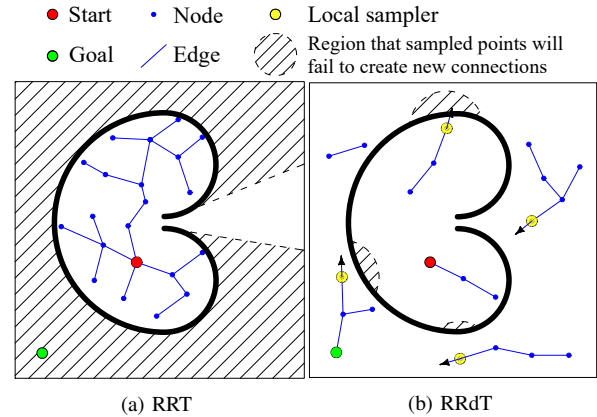 Start Node Local sampler
Goal Edge Region that sampled points will
fail to create new connections
(a) RRT (b) RRdT